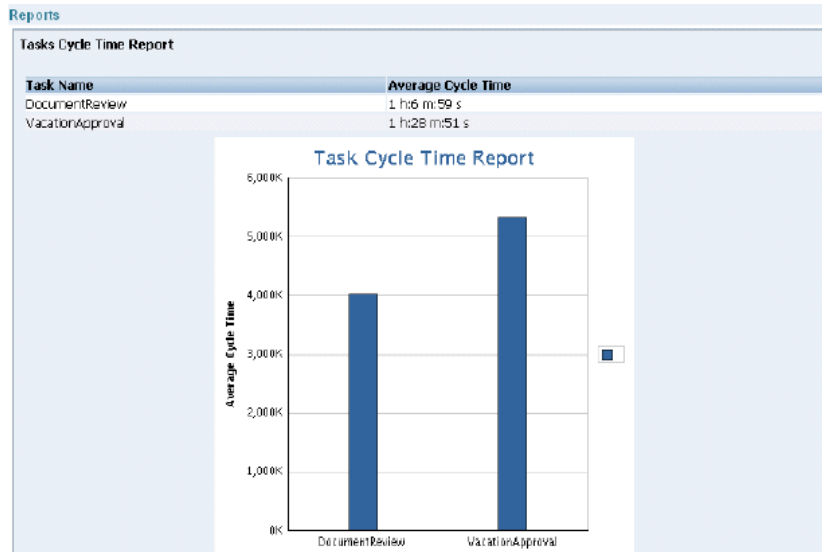 Reports
Tasks Cycle Time Report
Task Name Average Cycle Time
DocumentReview 1 h:6 m:59 s
VacationApproval 1 h:28 m:51 s
Task Cycle Time Report
6,000K
5,000K
4,000K
3,000K
2,000K
1,000K
0K
Average Cycle Time
DocumentReview VacationApproval